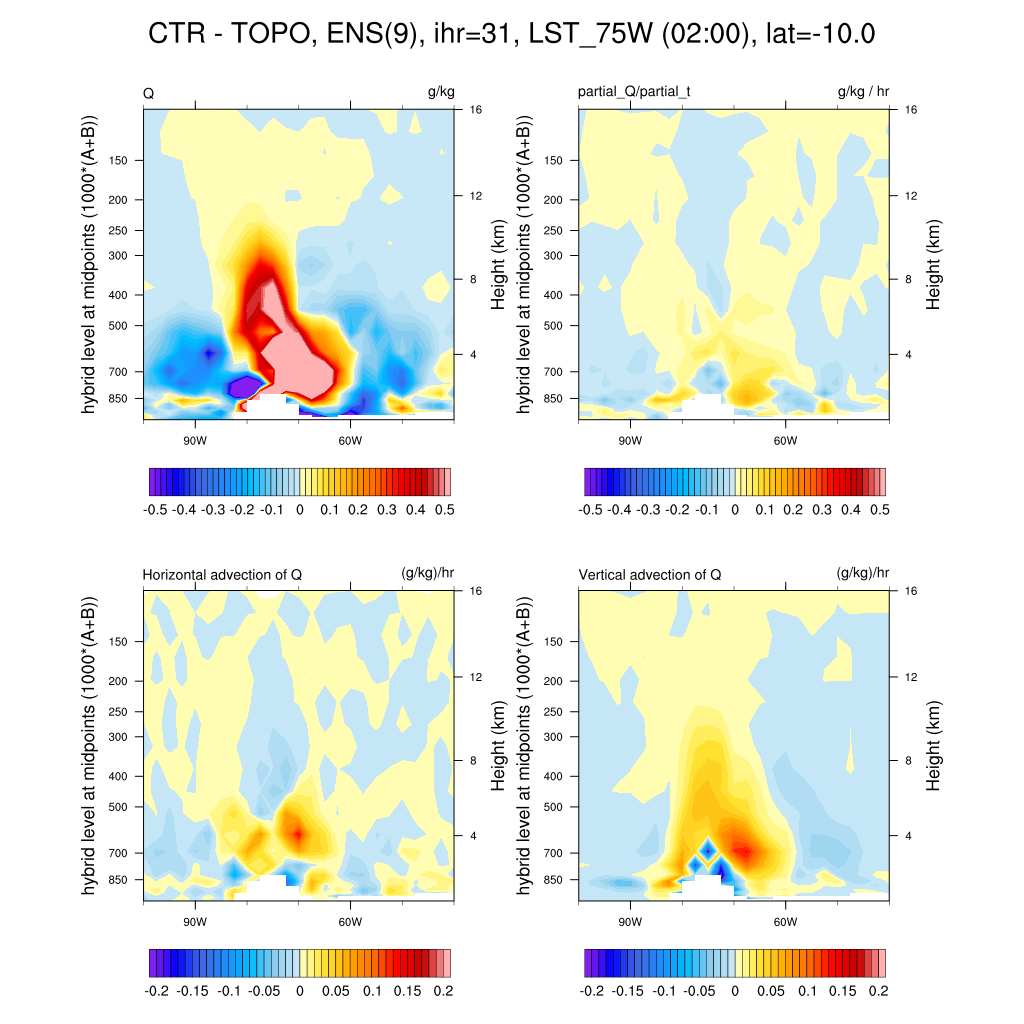 CTR - TOPO, ENS(9), ihr=31, LST_75W (02:00), lat=-10.0
Q g/kg
hybrid level at midpoints (1000*(A+B))
150
200
250
300
400
500
700
850
16
12
8
4
Height (km)
90W 60W
-0.5 -0.4 -0.3 -0.2 -0.1 0 0.1 0.2 0.3 0.4 0.5
partial_Q/partial_t g/kg / hr
hybrid level at midpoints (1000*(A+B))
150
200
250
300
400
500
700
850
16
12
8
4
Height (km)
90W 60W
-0.5 -0.4 -0.3 -0.2 -0.1 0 0.1 0.2 0.3 0.4 0.5
Horizontal advection of Q (g/kg)/hr
hybrid level at midpoints (1000*(A+B))
150
200
250
300
400
500
700
850
16
12
8
4
Height (km)
90W 60W
-0.2 -0.15 -0.1 -0.05 0 0.05 0.1 0.15 0.2
Vertical advection of Q (g/kg)/hr
hybrid level at midpoints (1000*(A+B))
150
200
250
300
400
500
700
850
16
12
8
4
Height (km)
90W 60W
-0.2 -0.15 -0.1 -0.05 0 0.05 0.1 0.15 0.2